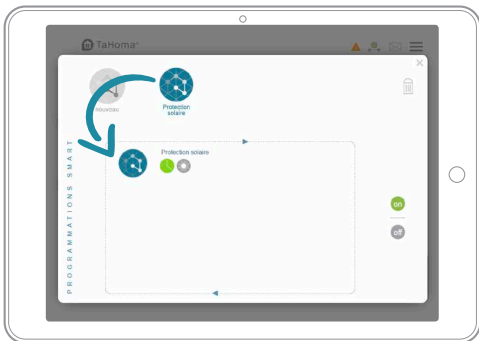 TaHoma®
nouveau
Protection
solaire
Protection solaire
PROGRAMMATIONS SMART
on
off